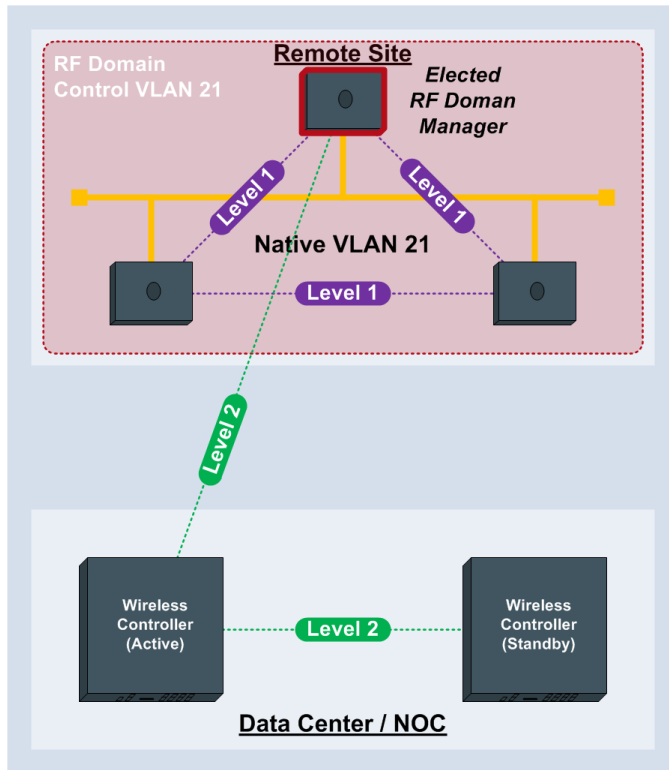 Remote Site
RF Domain
Control VLAN 21
Elected
RF Doman
Manager
Level 1
Level 1
Native VLAN 21
Level 1
Level 2
Wireless
Controller
(Active)
Level 2
Wireless
Controller
(Standby)
Data Center / NOC